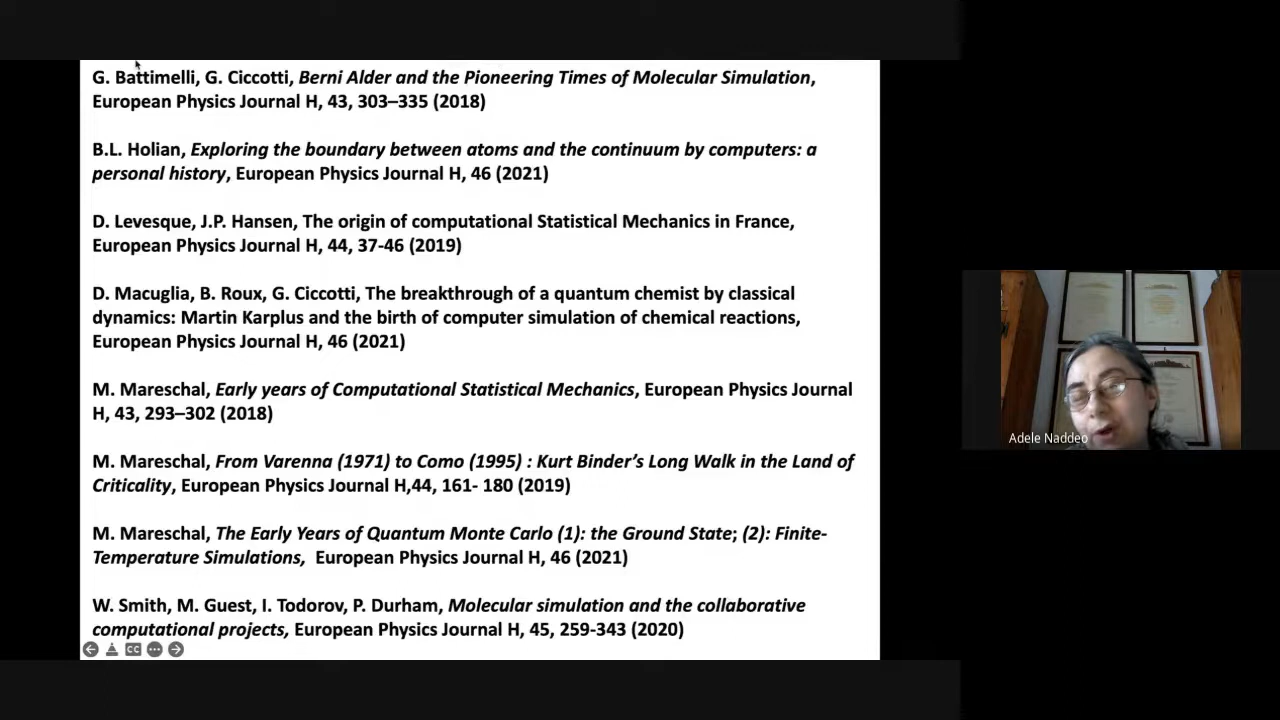 G. Battimelli, G. Ciccotti, Berni Alder and the Pioneering Times of Molecular Simulation,
European Physics Journal H, 43, 303–335 (2018)
B.L. Holian, Exploring the boundary between atoms and the continuum by computers: a
personal history, European Physics Journal H, 46 (2021)
D. Levesque, J.P. Hansen, The origin of computational Statistical Mechanics in France,
European Physics Journal H, 44, 37-46 (2019)
D. Macuglia, B. Roux, G. Ciccotti, The breakthrough of a quantum chemist by classical
dynamics: Martin Karplus and the birth of computer simulation of chemical reactions,
European Physics Journal H, 46 (2021)
M. Mareschal, Early years of Computational Statistical Mechanics, European Physics Journal
H, 43, 293–302 (2018)
M. Mareschal, From Varenna (1971) to Como (1995) : Kurt Binder’s Long Walk in the Land of
Criticality, European Physics Journal H,44, 161- 180 (2019)
M. Mareschal, The Early Years of Quantum Monte Carlo (1): the Ground State; (2): Finite-
Temperature Simulations, European Physics Journal H, 46 (2021)
W. Smith, M. Guest, I. Todorov, P. Durham, Molecular simulation and the collaborative
computational projects, European Physics Journal H, 45, 259-343 (2020)
CC
Adele Naddeo